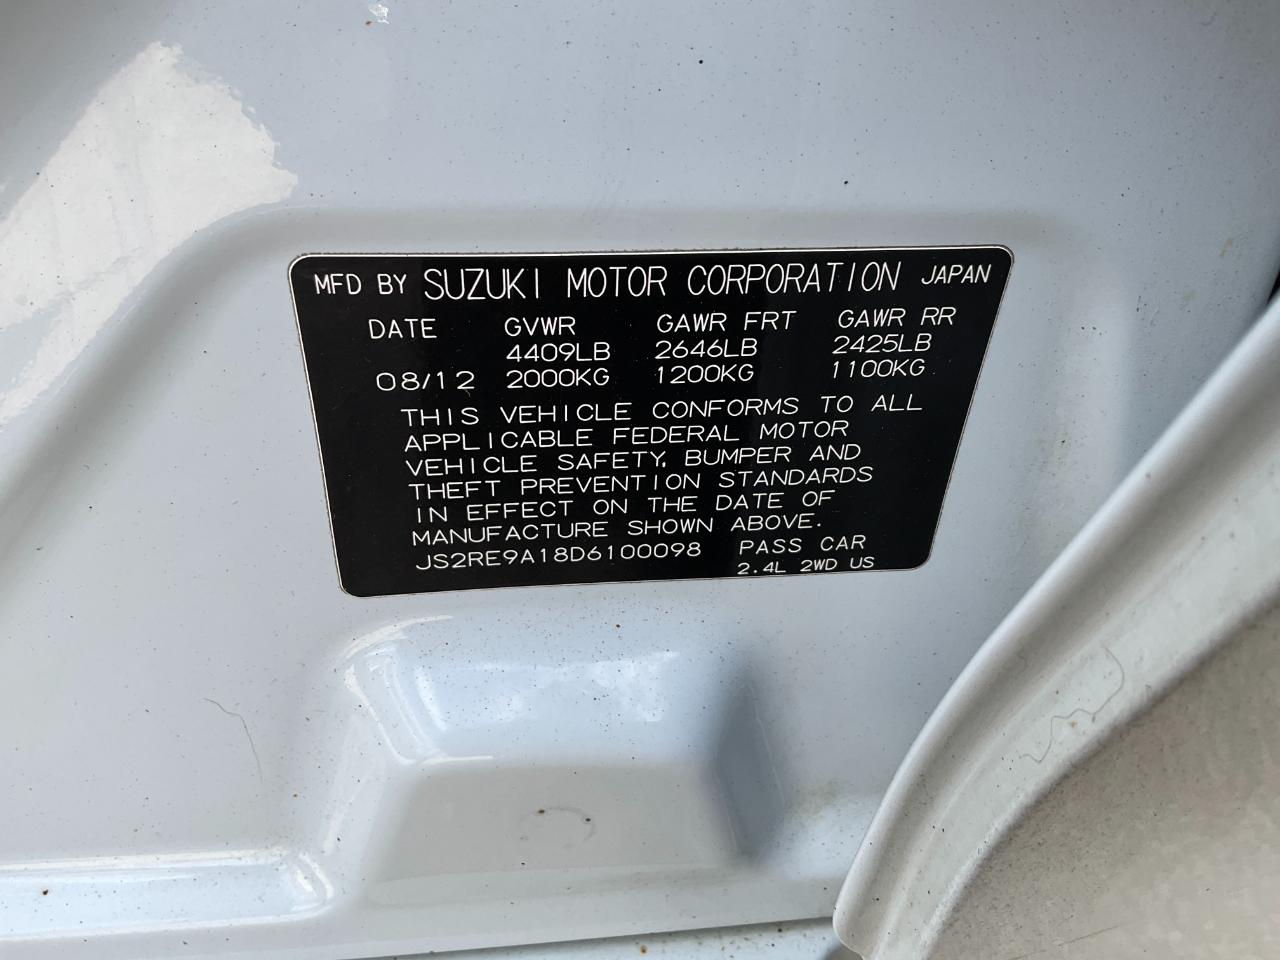 MFD BY SUZUKI MOTOR CORPORATION JAPAN
DATE GVWR GAWR FRT GAWR RR
4409LB 2646LB 2425LB
08/12 2000KG 1200KG 1100KG
THIS VEHICLE CONFORMS TO ALL
APPLICABLE FEDERAL MOTOR
VEHICLE SAFETY, BUMPER AND
THEFT PREVENTION STANDARDS
IN EFFECT ON THE DATE OF
MANUFACTURE SHOWN ABOVE.
JS2RE9A18D6100098 PASS CAR
2.4L 2WD US